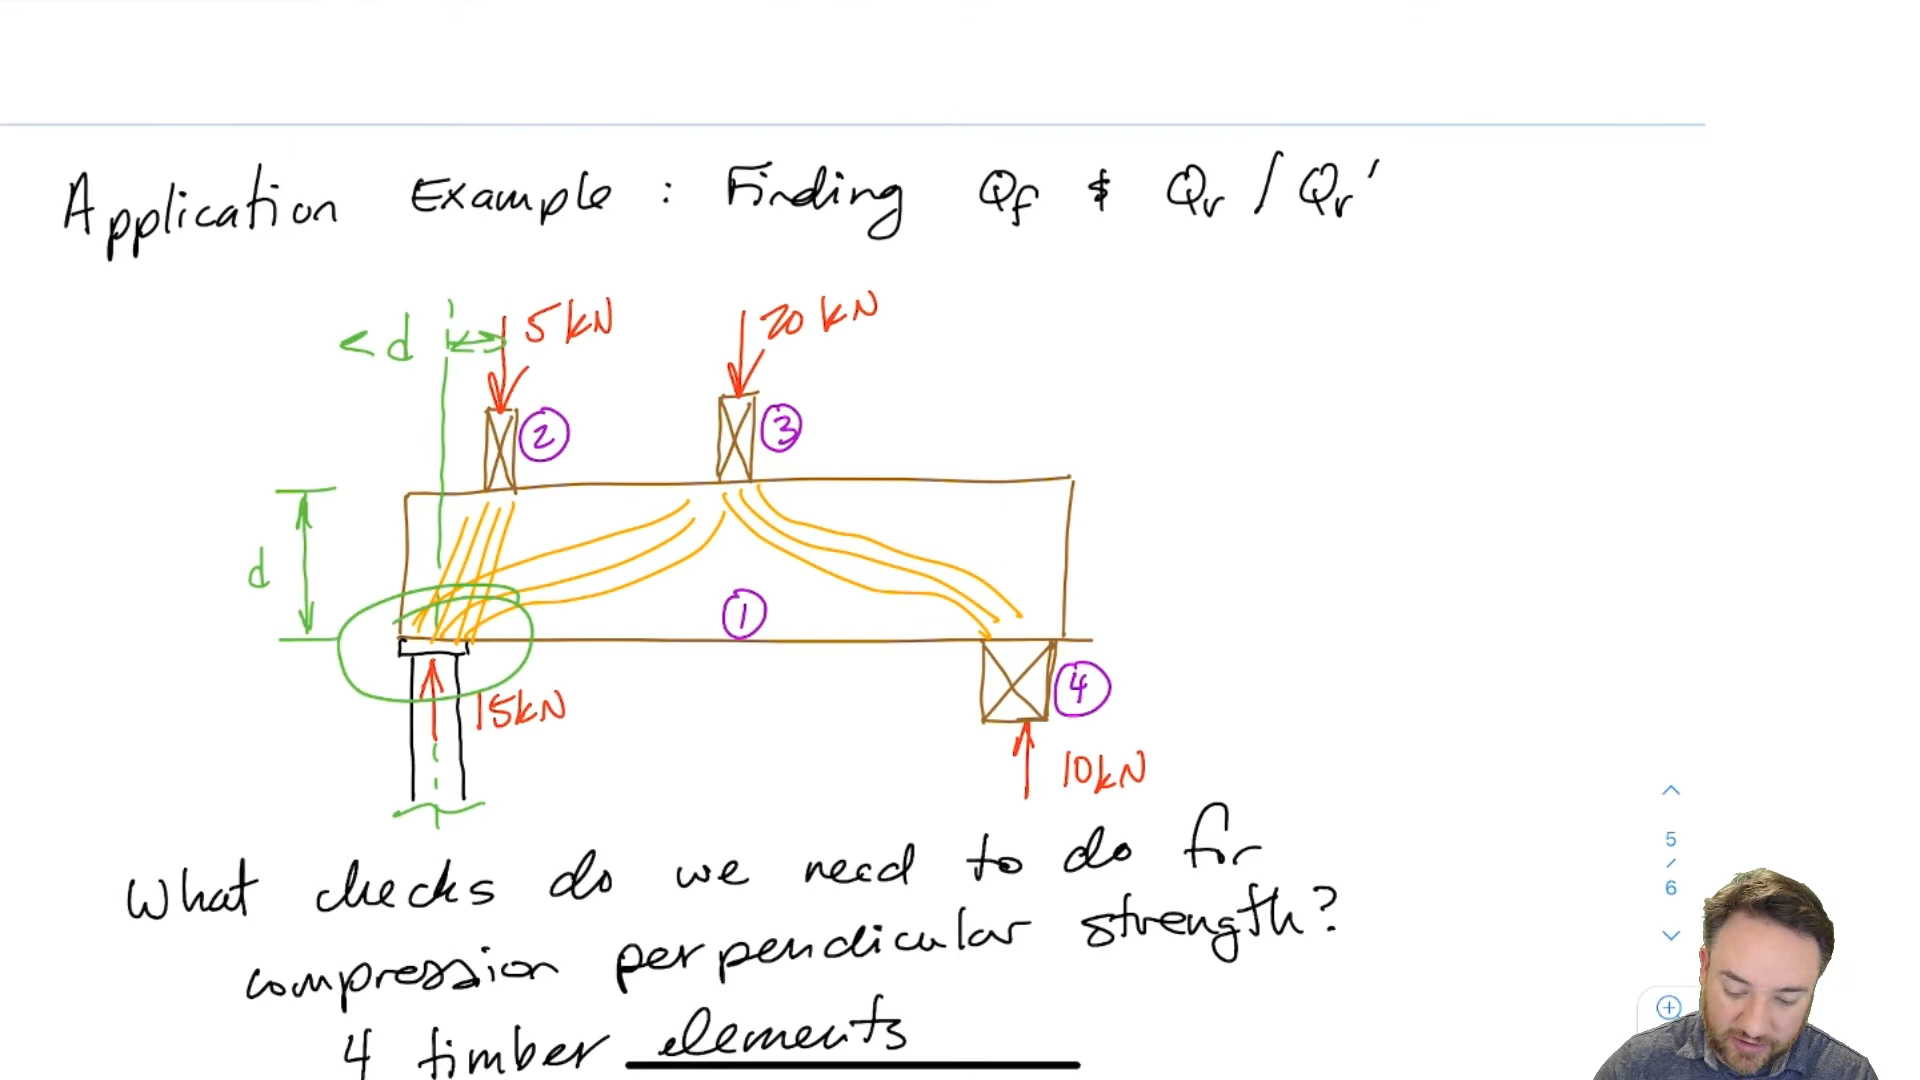 Application Example : Finding Qf & Qr / Qr'
< d
5 kN
20 kN
2
3
d
1
4
15 kN
10 kN
What checks do we need to do for
compression perpendicular strength?
4 timber elements
5
/
6